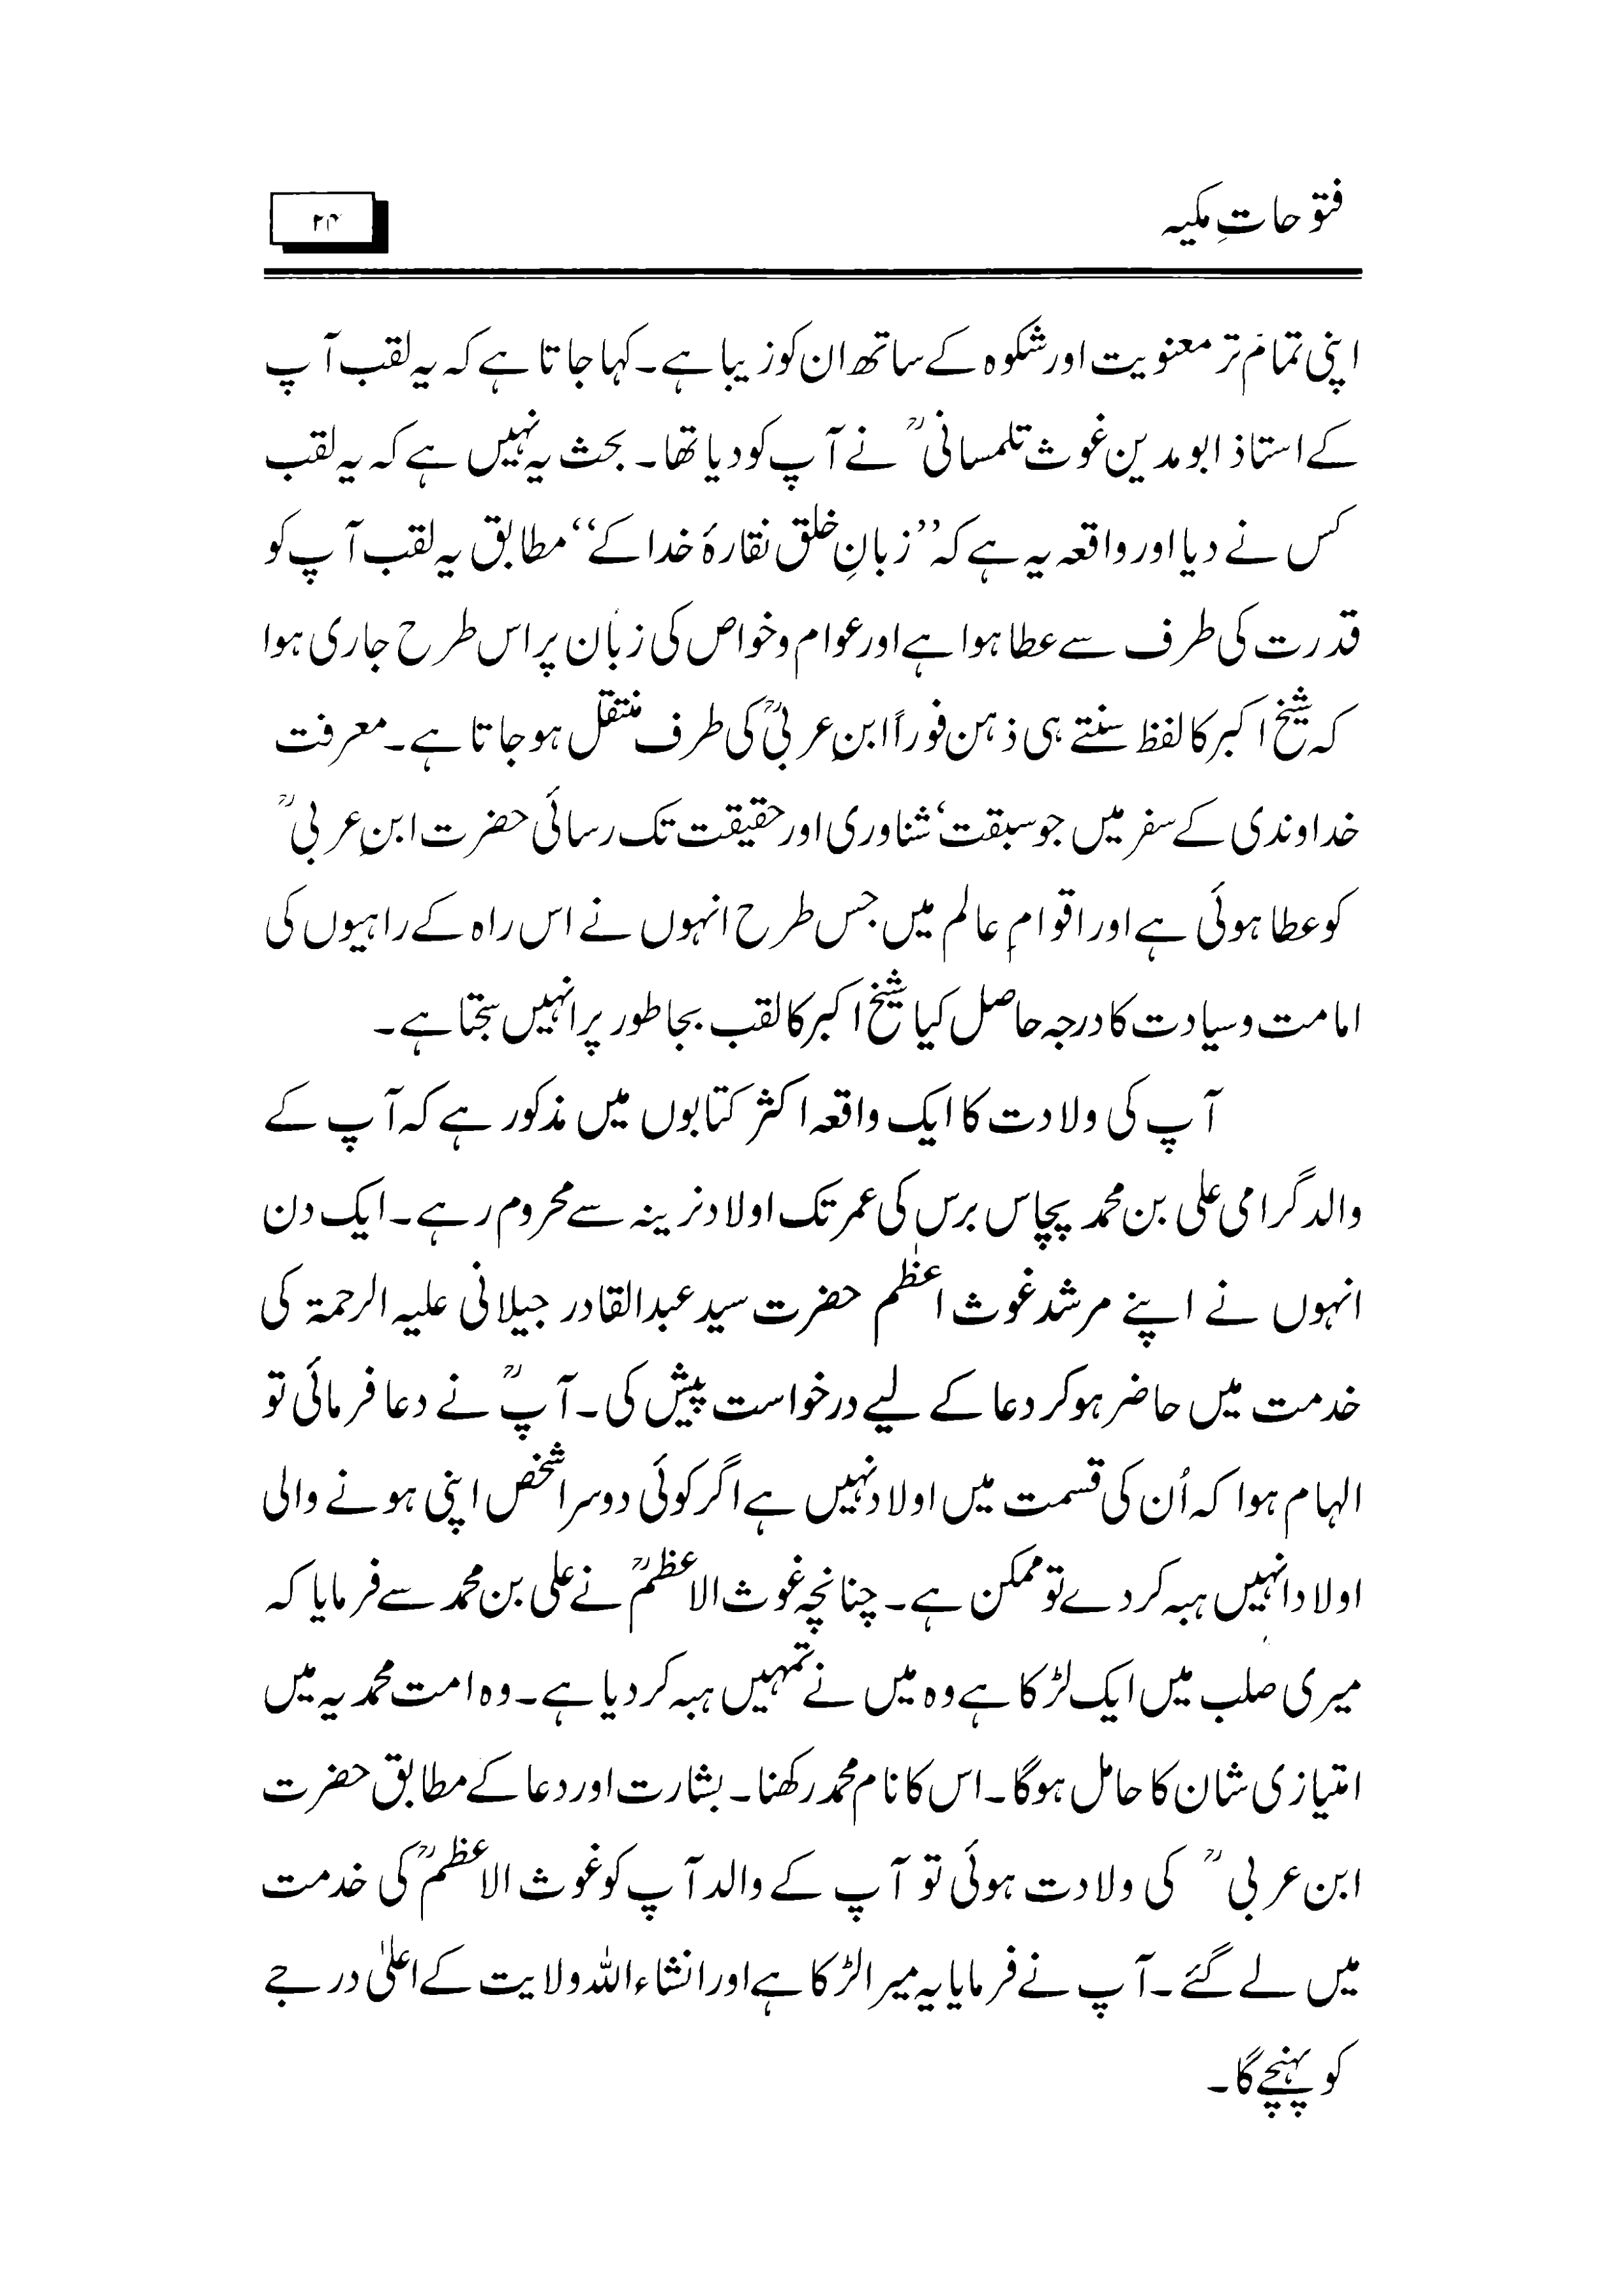 فتوحاتِ مکیہ
۲۴
اپنی تمام تر معنویت اور شکوہ کے ساتھ ان کو زیبا ہے۔ کہا جاتا ہے کہ یہ لقب آپ
کے استاذ ابو مدین غوث تلمسانیؒ نے آپ کو دیا تھا۔ بحث یہ نہیں ہے کہ یہ لقب
کس نے دیا اور واقعہ یہ ہے کہ ’’زبانِ خلق نقارۂ خدا کے‘‘ مطابق یہ لقب آپ کو
قدرت کی طرف سے عطا ہوا ہے اور عوام و خواص کی زبان پر اس طرح جاری ہوا
کہ شیخ اکبر کا لفظ سنتے ہی ذہن فوراً ابنِ عربیؒ کی طرف منتقل ہو جاتا ہے۔ معرفت
خداوندی کے سفر میں جو سبقت‘ شناوری اور حقیقت تک رسائی حضرت ابنِ عربیؒ
کو عطا ہوئی ہے اور اقوامِ عالم میں جس طرح انہوں نے اس راہ کے راہیوں کی
امامت و سیادت کا درجہ حاصل کیا شیخ اکبر کا لقب بجا طور پر انہیں سجتا ہے۔
آپ کی ولادت کا ایک واقعہ اکثر کتابوں میں مذکور ہے کہ آپ کے
والد گرامی علی بن محمد پچاس برس کی عمر تک اولاد نرینہ سے محروم رہے۔ ایک دن
انہوں نے اپنے مرشد غوث اعظم حضرت سید عبدالقادر جیلانی علیہ الرحمۃ کی
خدمت میں حاضر ہو کر دعا کے لیے درخواست پیش کی۔ آپؒ نے دعا فرمائی تو
الہام ہوا کہ اُن کی قسمت میں اولاد نہیں ہے اگر کوئی دوسرا شخص اپنی ہونے والی
اولاد انہیں ہبہ کر دے تو ممکن ہے۔ چنانچہ غوث الاعظمؒ نے علی بن محمد سے فرمایا کہ
میری صلب میں ایک لڑکا ہے وہ میں نے تمہیں ہبہ کر دیا ہے۔ وہ امت محمدیہ میں
امتیازی شان کا حامل ہو گا۔ اس کا نام محمد رکھنا۔ بشارت اور دعا کے مطابق حضرت
ابن عربیؒ کی ولادت ہوئی تو آپ کے والد آپ کو غوث الاعظمؒ کی خدمت
میں لے گئے۔ آپ نے فرمایا یہ میرا لڑکا ہے اور انشاء اللہ ولایت کے اعلیٰ درجے
کو پہنچے گا۔